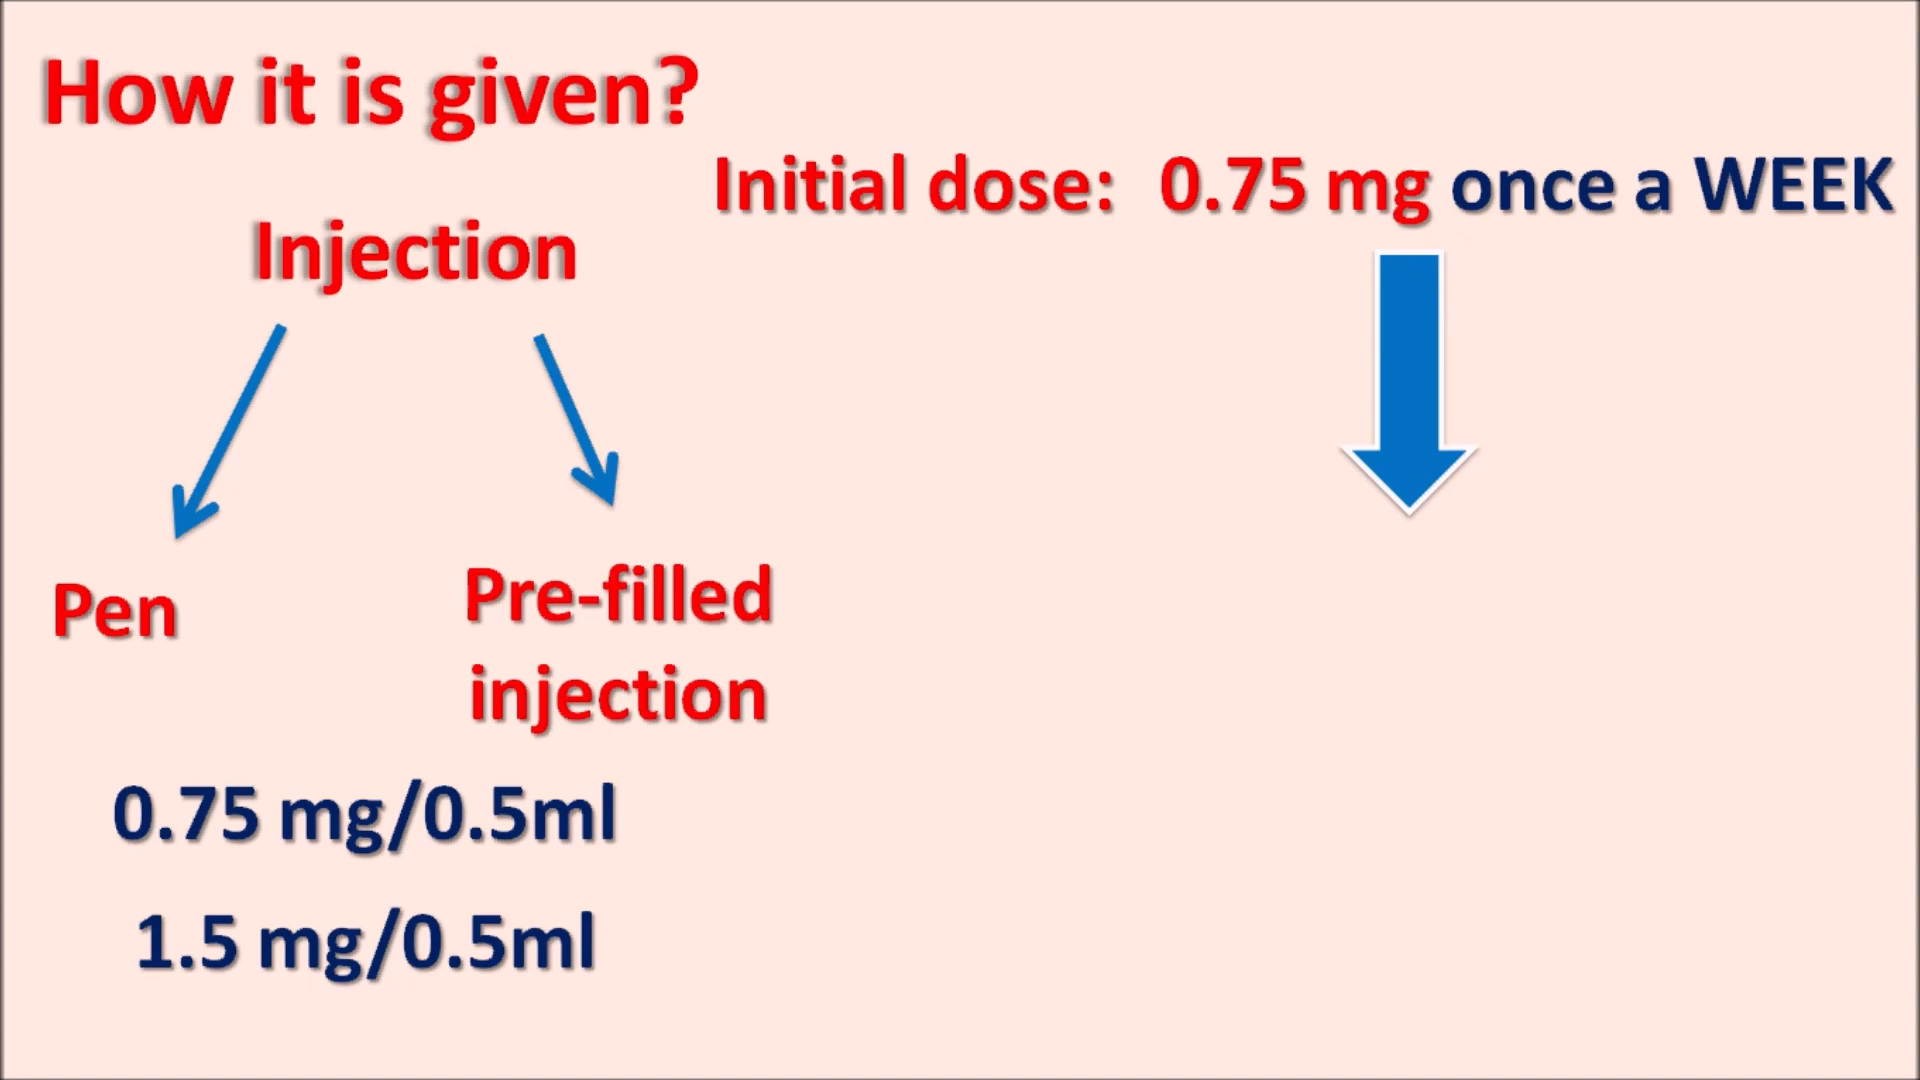 How it is given?
Initial dose: 0.75 mg once a WEEK
Injection
Pen
Pre-filled
injection
0.75 mg/0.5ml
1.5 mg/0.5ml